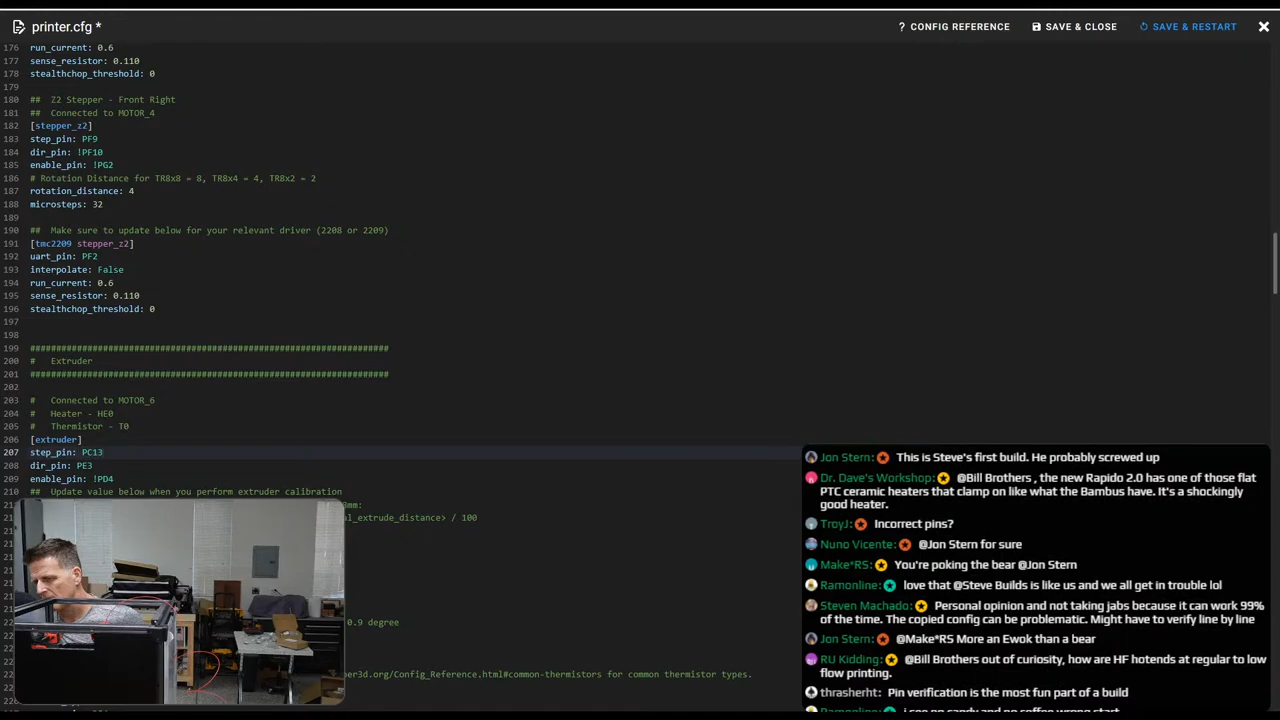 printer.cfg *
? CONFIG REFERENCE
SAVE & CLOSE
SAVE & RESTART
176 run_current: 0.6
177 sense_resistor: 0.110
178 stealthchop_threshold: 0
179
180 ## Z2 Stepper - Front Right
181 ## Connected to MOTOR_4
182 [stepper_z2]
183 step_pin: PF9
184 dir_pin: !PF10
185 enable_pin: !PG2
186 # Rotation Distance for TR8x8 = 8, TR8x4 = 4, TR8x2 = 2
187 rotation_distance: 4
188 microsteps: 32
189
190 ## Make sure to update below for your relevant driver (2208 or 2209)
191 [tmc2209 stepper_z2]
192 uart_pin: PF2
193 interpolate: False
194 run_current: 0.6
195 sense_resistor: 0.110
196 stealthchop_threshold: 0
197
198
199 #####################################################################
200 # Extruder
201 #####################################################################
202
203 # Connected to MOTOR_6
204 # Heater - HE0
205 # Thermistor - T0
206 [extruder]
207 step_pin: PC13
208 dir_pin: PE3
209 enable_pin: !PD4
210 ## Update value below when you perform extruder calibration
mm:
al_extrude_distance> / 100
0.9 degree
per3d.org/Config_Reference.html#common-thermistors for common thermistor types.
Jon Stern: This is Steve's first build. He probably screwed up
Dr. Dave's Workshop: @Bill Brothers , the new Rapido 2.0 has one of those flat
PTC ceramic heaters that clamp on like what the Bambus have. It's a shockingly
good heater.
TroyJ: Incorrect pins?
Nuno Vicente: @Jon Stern for sure
Make*RS: You're poking the bear @Jon Stern
Ramonline: love that @Steve Builds is like us and we all get in trouble lol
Steven Machado: Personal opinion and not taking jabs because it can work 99%
of the time. The copied config can be problematic. Might have to verify line by
line
Jon Stern: @Make*RS More an Ewok than a bear
RU Kidding: @Bill Brothers out of curiosity, how are HF hotends at regular to low
flow printing.
thrasherht: Pin verification is the most fun part of a build